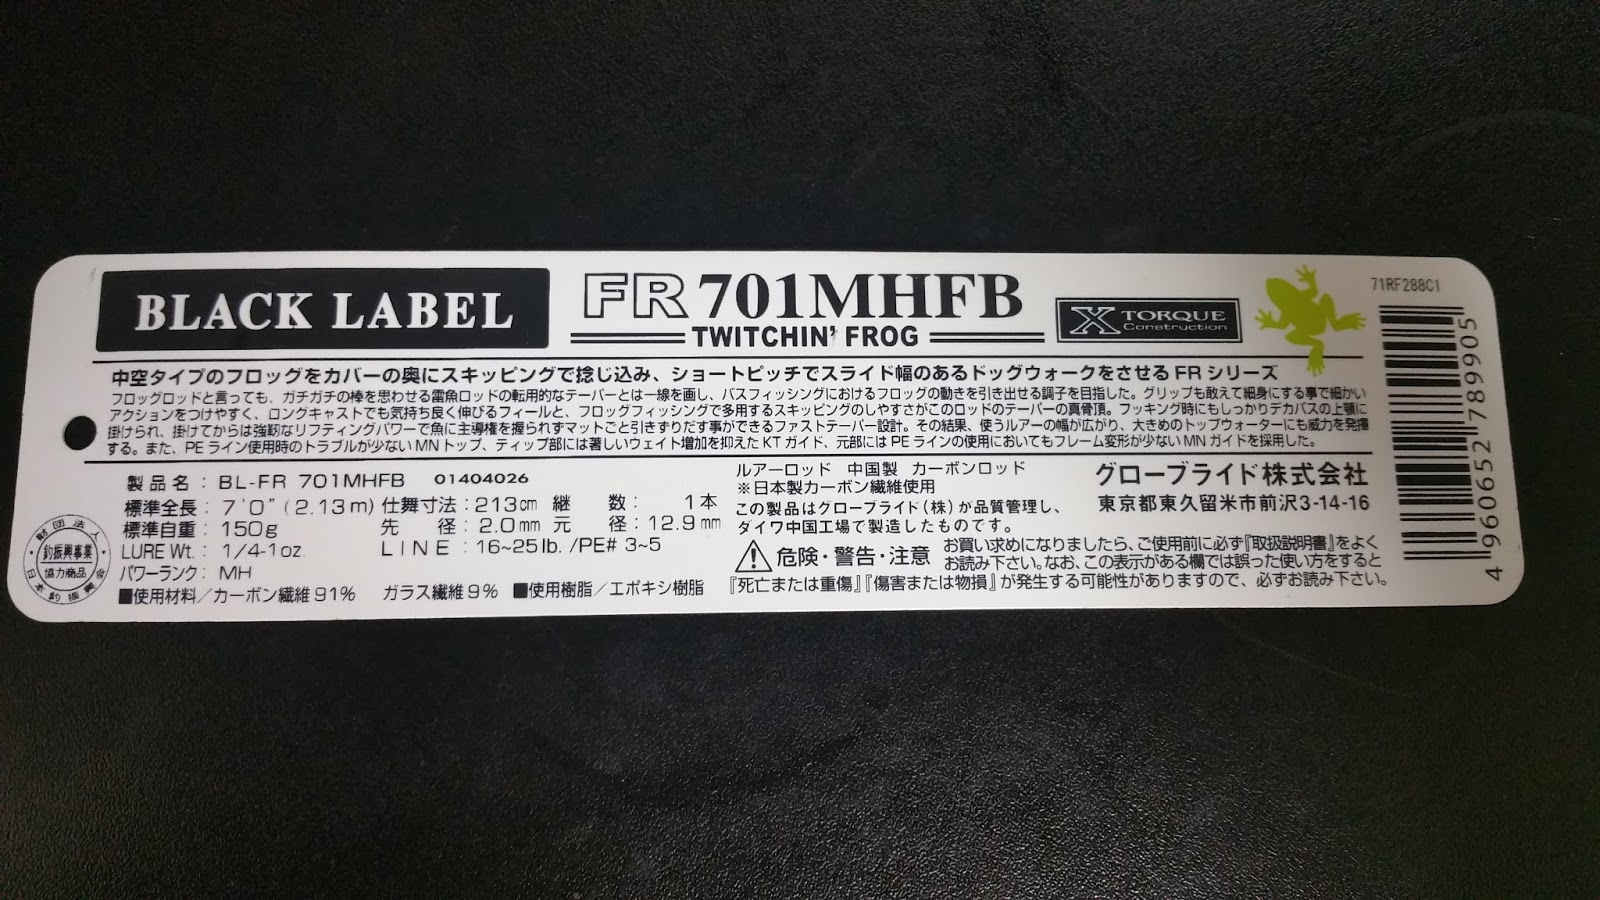 BLACK LABEL
FR 701MHFB
TWITCHIN' FROG
X TORQUE
Construction
71RF288C1
中空タイプのフロッグをカバーの奥にスキッピングで捻じ込み、ショートピッチでスライド幅のあるドッグウォークをさせる FR シリーズ
フロッグロッドと言っても、ガチガチの棒を思わせる雷魚ロッドの転用的なテーパーとは一線を画し、バスフィッシングにおけるフロッグの動きを引き出せる調子を目指した。グリップも敢えて細身にする事で細かい
アクションをつけやすく、ロングキャストでも気持ち良く伸びるフィールと、フロッグフィッシングで多用するスキッピングのしやすさがこのロッドのテーパーの真骨頂。フッキング時にもしっかりデカバスの上顎に
掛けられ、掛けてからは強靭なリフティングパワーで魚に主導権を握られずマットごと引きずりだす事ができるファストテーパー設計。その結果、使うルアーの幅が広がり、大きめのトップウォーターにも威力を発揮
する。また、PE ライン使用時のトラブルが少ない MN トップ、ティップ部には著しいウェイト増加を抑えた KT ガイド、元部には PE ラインの使用においてもフレーム変形が少ない MN ガイドを採用した。
製品名：BL-FR 701MHFB 01404026
標準全長：7'0"(2.13m) 仕舞寸法：213cm 継 数：1本
標準自重：150g 先 径：2.0mm 元 径：12.9mm
LURE Wt.：1/4-1oz. LINE：16~25lb./PE# 3~5
パワーランク：MH
■使用材料／カーボン繊維91% ガラス繊維9% ■使用樹脂／エポキシ樹脂
財団法人
釣振興事業
協力商品
日本釣振興会
ルアーロッド 中国製 カーボンロッド
※日本製カーボン繊維使用
この製品はグローブライド（株）が品質管理し、
ダイワ中国工場で製造したものです。
グローブライド株式会社
東京都東久留米市前沢3-14-16
危険・警告・注意
お買い求めになりましたら、ご使用前に必ず『取扱説明書』をよく
お読み下さい。なお、この表示がある欄では誤った使い方をすると
『死亡または重傷』『傷害または物損』が発生する可能性がありますので、必ずお読み下さい。
4 960652 789905